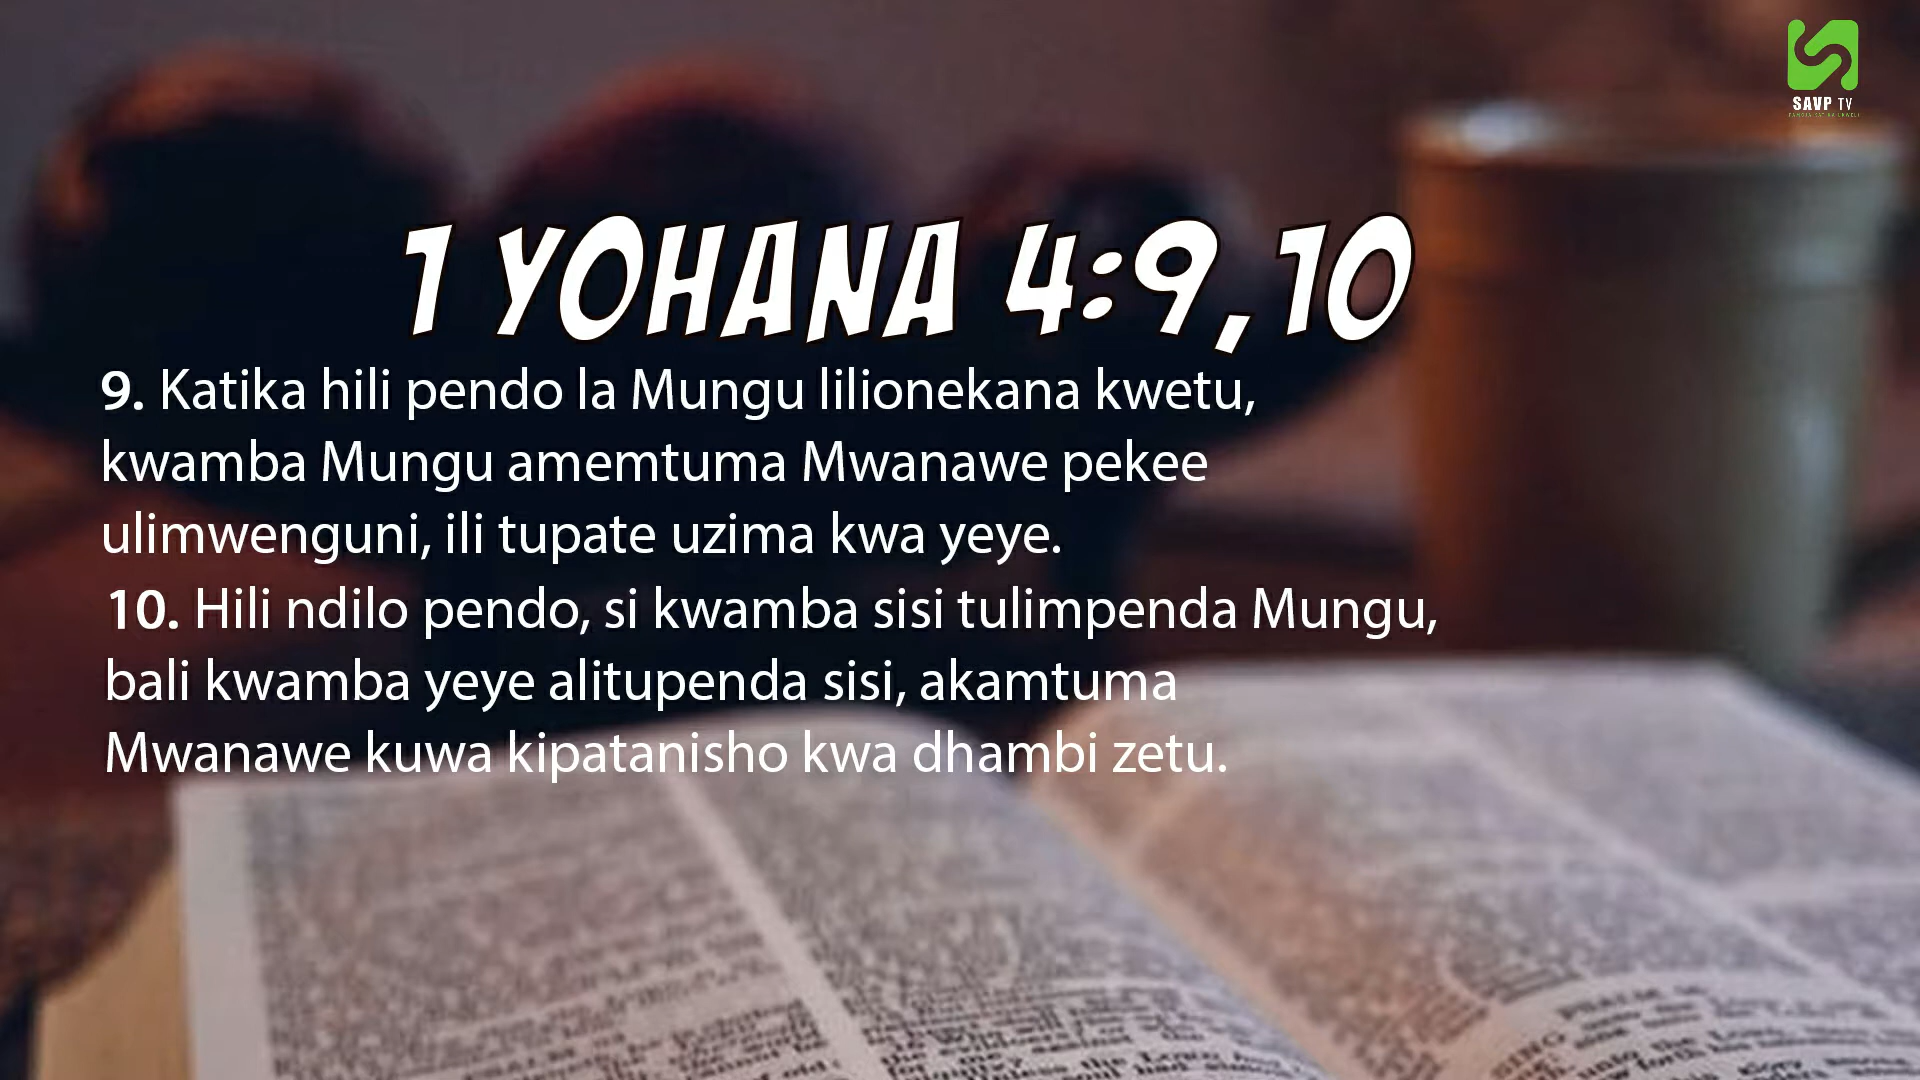 SAVP TV
1 YOHANA 4:9,10
9. Katika hili pendo la Mungu lilionekana kwetu,
kwamba Mungu amemtuma Mwanawe pekee
ulimwenguni, ili tupate uzima kwa yeye.
10. Hili ndilo pendo, si kwamba sisi tulimpenda Mungu,
bali kwamba yeye alitupenda sisi, akamtuma
Mwanawe kuwa kipatanisho kwa dhambi zetu.